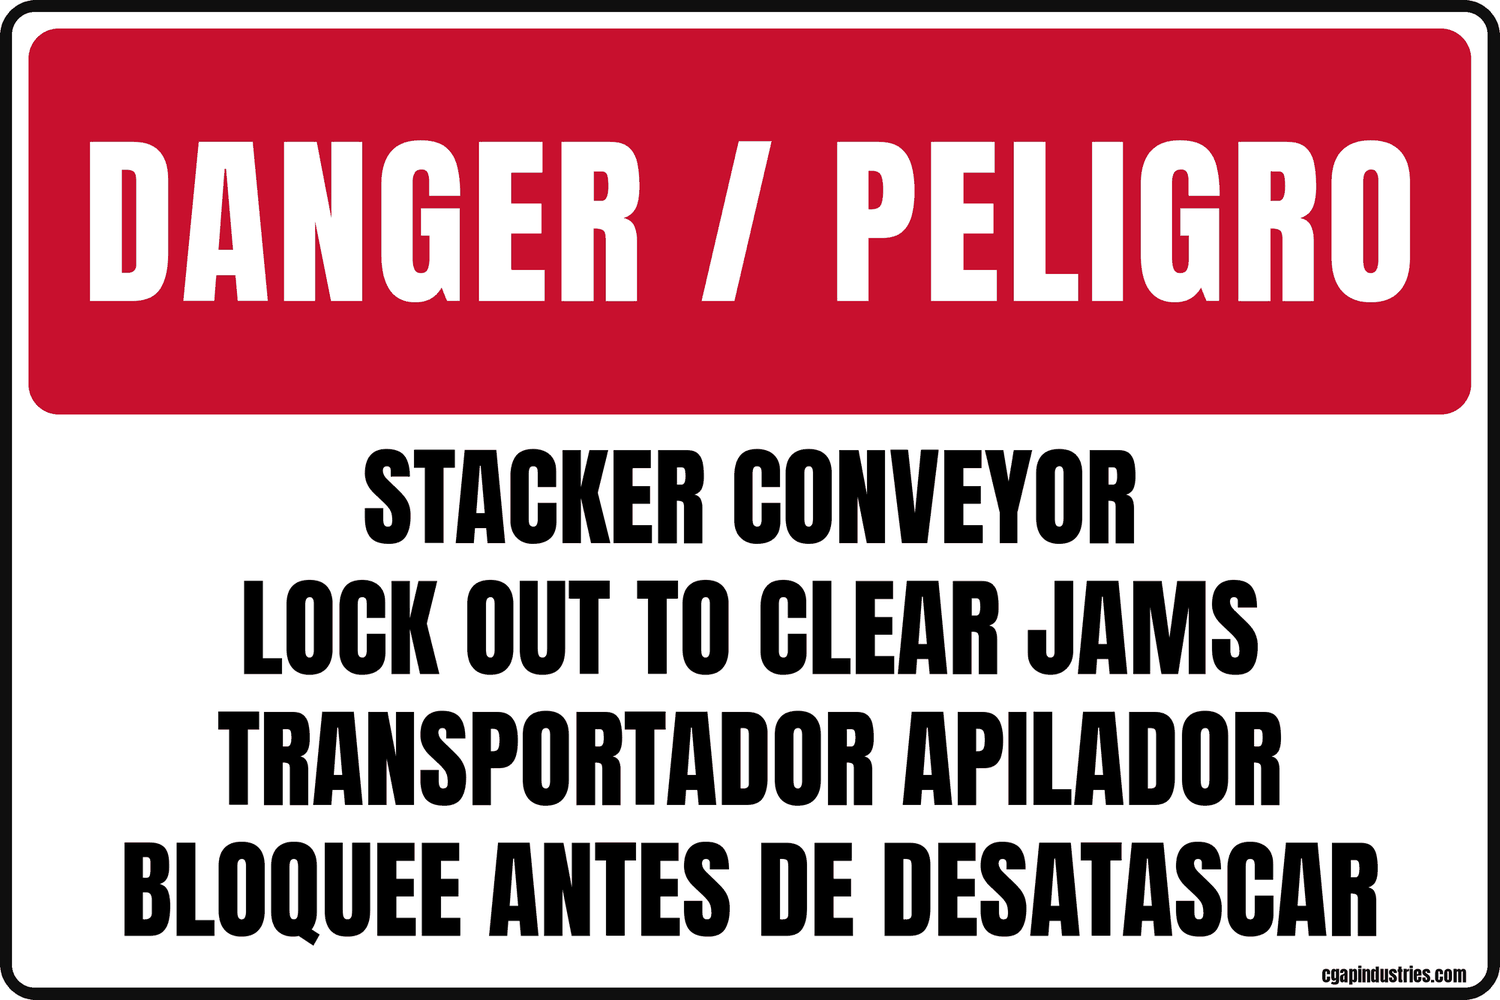 DANGER / PELIGRO
STACKER CONVEYOR
LOCK OUT TO CLEAR JAMS
TRANSPORTADOR APILADOR
BLOQUEE ANTES DE DESATASCAR
cgapindustries.com